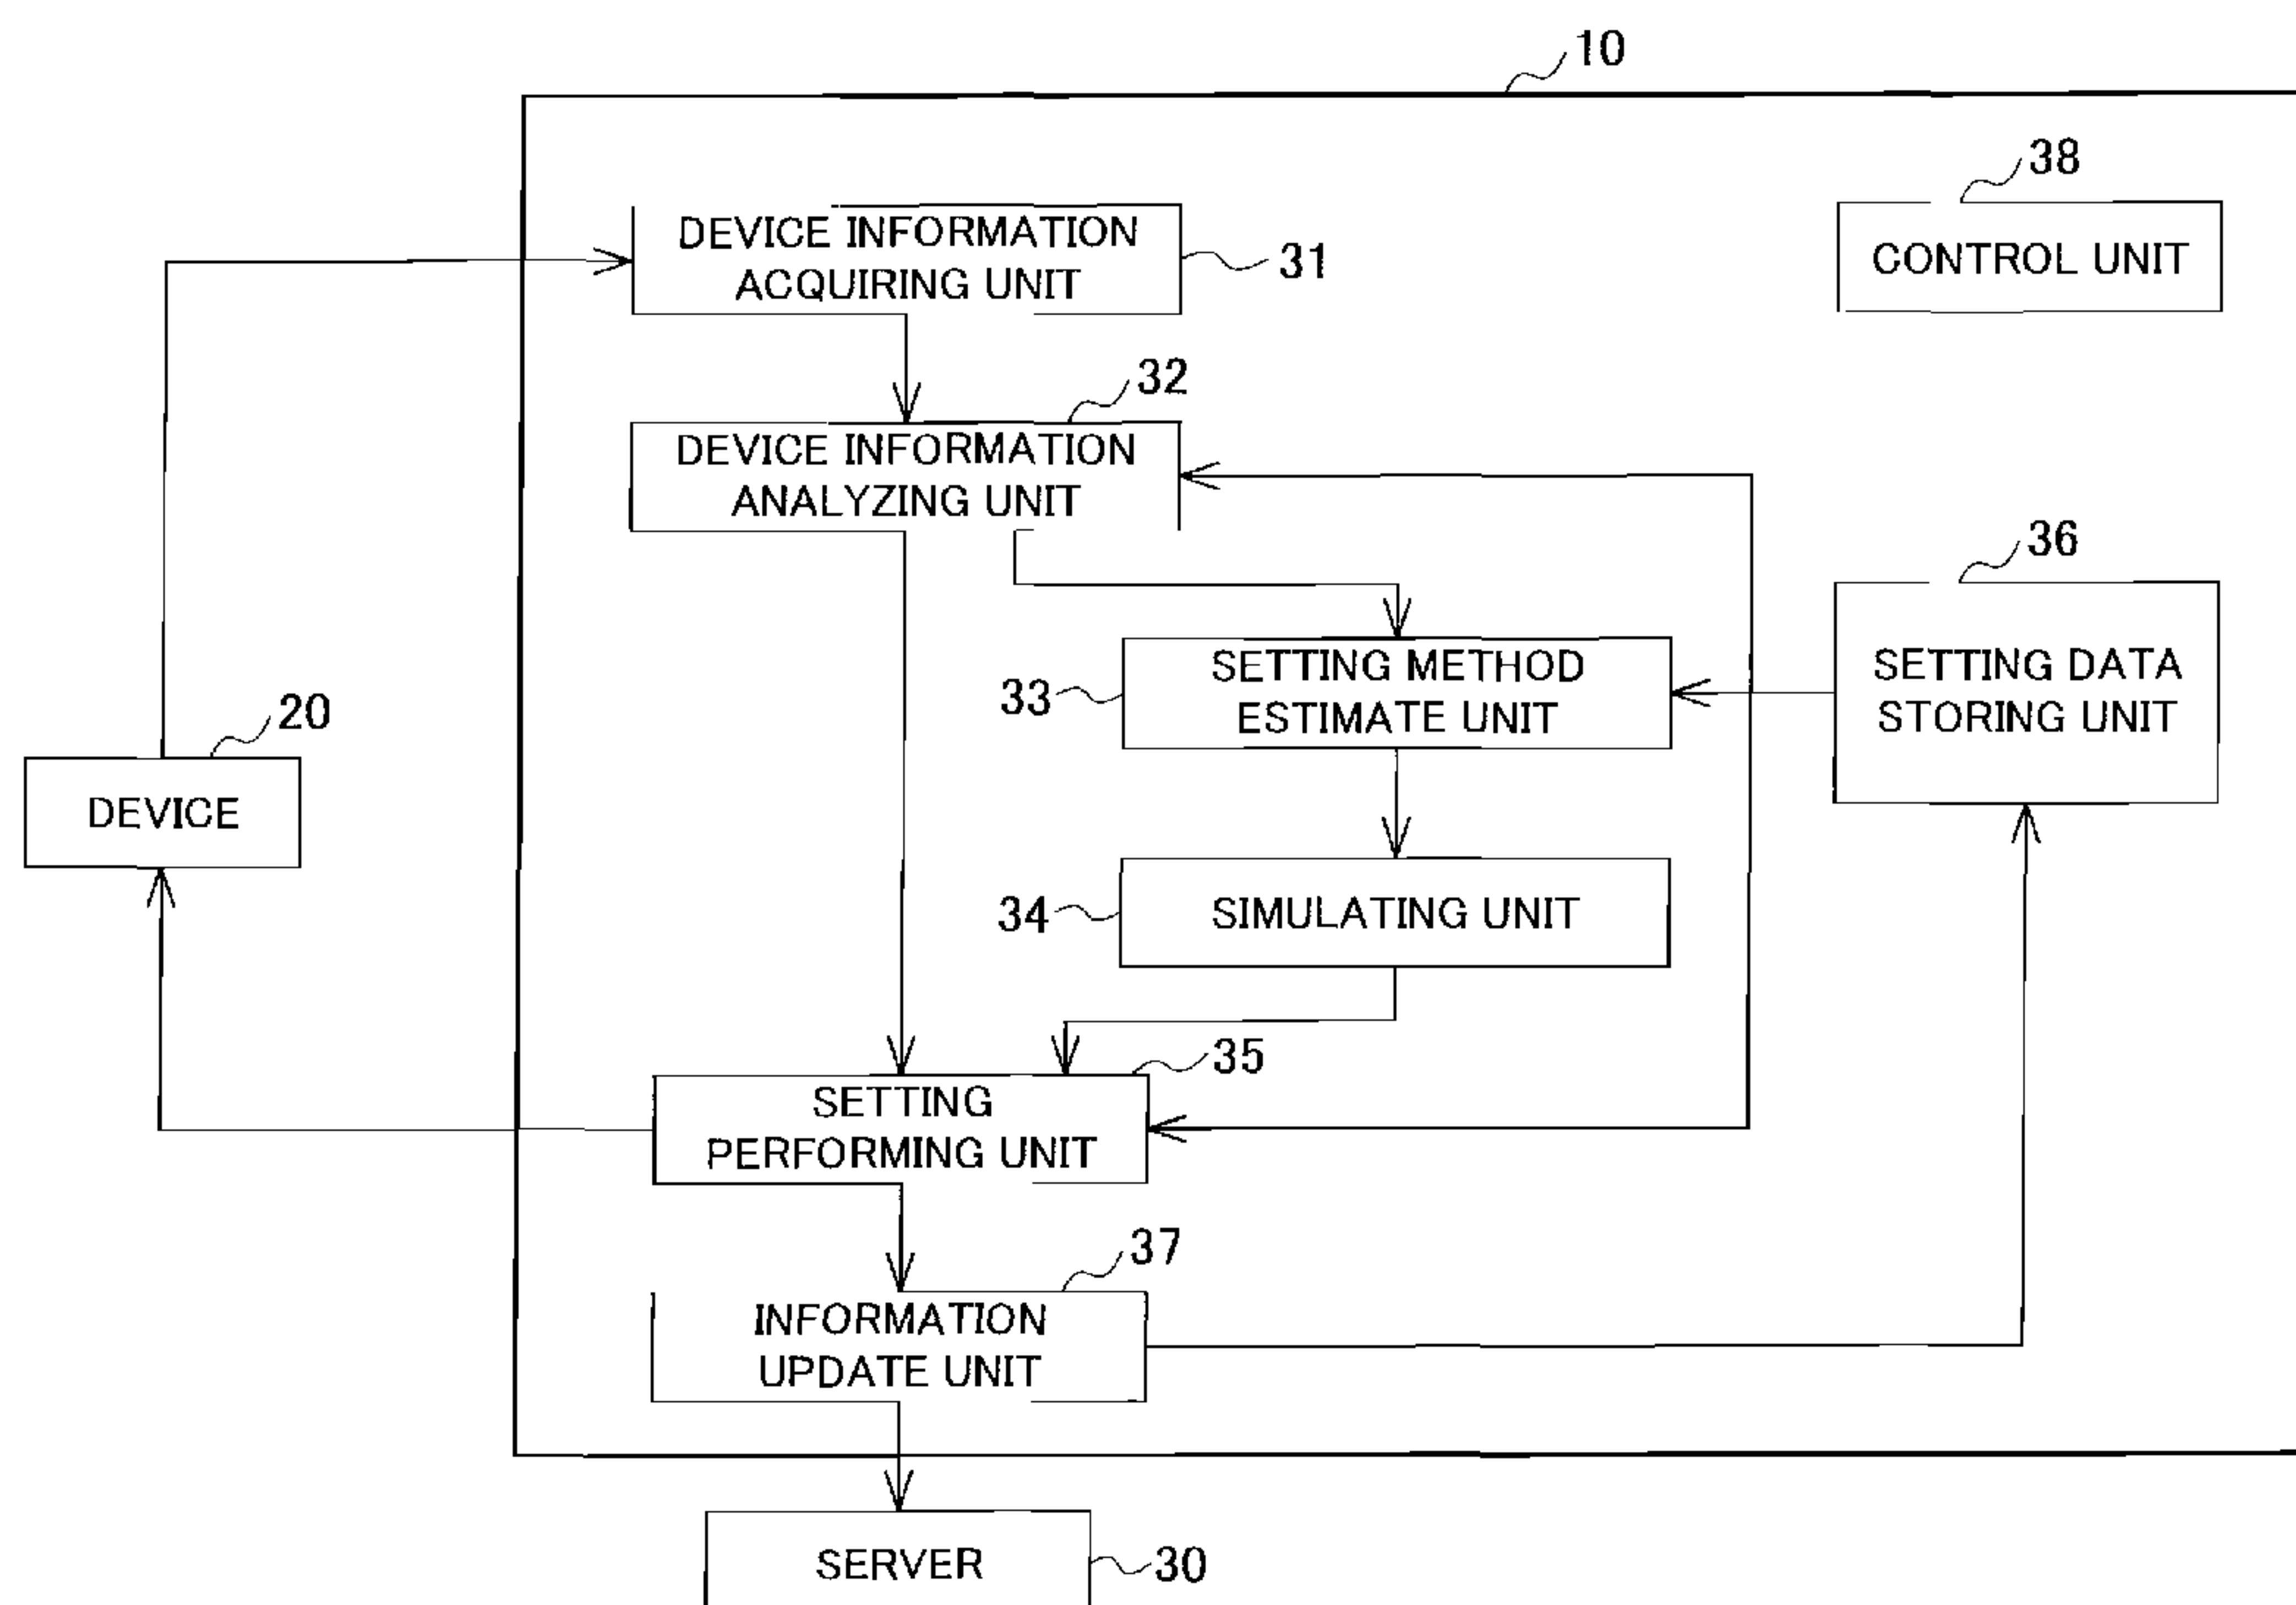 10
38
DEVICE INFORMATION
ACQUIRING UNIT
31
CONTROL UNIT
32
DEVICE INFORMATION
ANALYZING UNIT
36
SETTING METHOD
ESTIMATE UNIT
33
SETTING DATA
STORING UNIT
20
DEVICE
34
SIMULATING UNIT
35
SETTING
PERFORMING UNIT
37
INFORMATION
UPDATE UNIT
SERVER
30